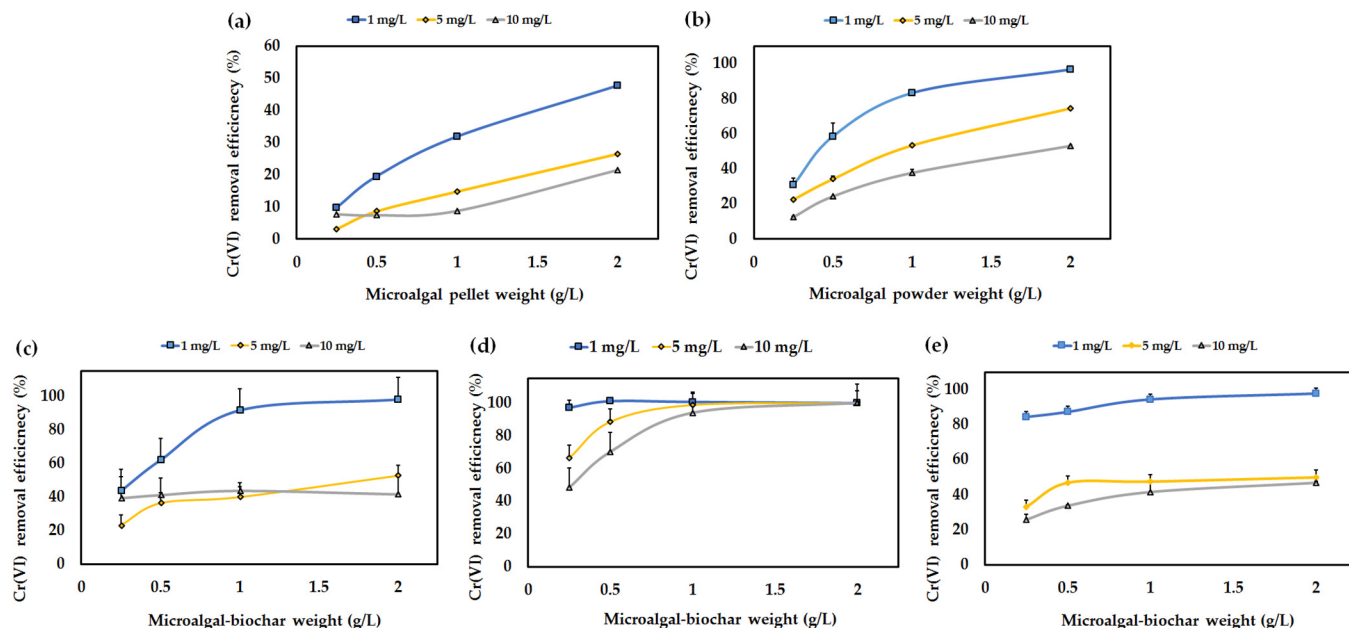 (a)
1 mg/L 5 mg/L 10 mg/L
Cr(VI) removal efficicnecy (%)
60
50
40
30
20
10
0
0 0.5 1 1.5 2
Microalgal pellet weight (g/L)
(b)
1 mg/L 5 mg/L 10 mg/L
Cr(VI) removal efficicnecy (%)
100
80
60
40
20
0
0 0.5 1 1.5 2
Microalgal powder weight (g/L)
(c)
1 mg/L 5 mg/L 10 mg/L
Cr(VI) removal efficicnecy (%)
100
80
60
40
20
0
0 0.5 1 1.5 2
Microalgal-biochar weight (g/L)
(d)
1 mg/L 5 mg/L 10 mg/L
Cr(VI) removal efficicnecy (%)
100
80
60
40
20
0
0 0.5 1 1.5 2
Microalgal-biochar weight (g/L)
(e)
1 mg/L 5 mg/L 10 mg/L
Cr(VI) removal efficicnecy (%)
100
80
60
40
20
0
0 0.5 1 1.5 2
Microalgal-biochar weight (g/L)